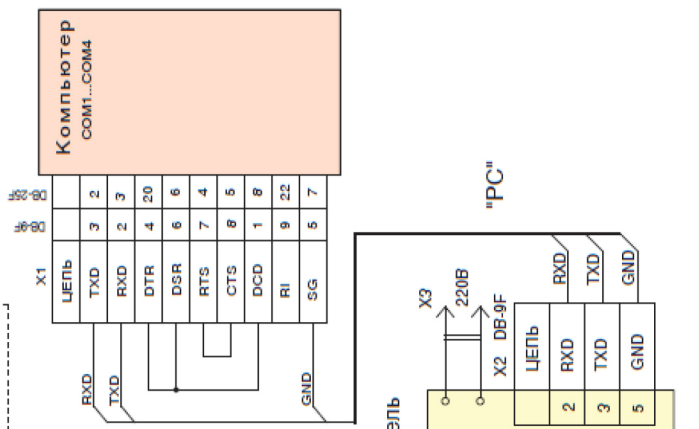 Компьютер
COM1...COM4
DB-25F
2
3
20
6
4
5
8
22
7
DB-9F
3
2
4
6
7
8
1
9
5
X1
ЦЕПЬ
TXD
RXD
DTR
DSR
RTS
CTS
DCD
RI
SG
RXD
TXD
GND
"PC"
RXD
TXD
GND
X3
220В
X2 DB-9F
ЦЕПЬ
RXD
TXD
GND
2
3
5